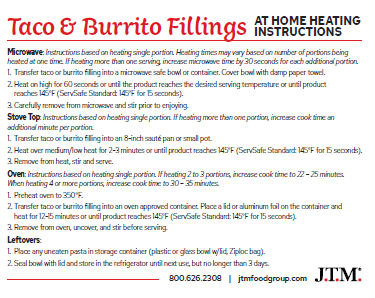 Taco & Burrito Fillings AT HOME HEATING INSTRUCTIONS
Microwave: Instructions based on heating single portion. Heating times may vary based on number of portions being
heated at one time. If heating more than one serving, increase microwave time by 30 seconds for each additional portion.
1. Transfer taco or burrito filling into a microwave safe bowl or container. Cover bowl with damp paper towel.
2. Heat on high for 60 seconds or until the product reaches the desired serving temperature or until product
reaches 145°F (ServSafe Standard: 145°F for 15 seconds).
3. Carefully remove from microwave and stir prior to enjoying.
Stove Top: Instructions based on heating single portion. If heating more than one portion, increase cook time an
additional minute per portion.
1. Transfer taco or burrito filling into an 8-inch sauté pan or small pot.
2. Heat over medium/low heat for 2-3 minutes or until product reaches 145°F (ServSafe Standard: 145°F for 15 seconds).
3. Remove from heat, stir and serve.
Oven: Instructions based on heating single portion. If heating 2 to 3 portions, increase cook time to 22 – 25 minutes.
When heating 4 or more portions, increase cook time to 30 – 35 minutes.
1. Preheat oven to 350°F.
2. Transfer taco or burrito filling into an oven approved container. Place a lid or aluminum foil on the container and
heat for 12-15 minutes or until product reaches 145°F (ServSafe Standard: 145°F for 15 seconds).
3. Remove from oven, uncover, and stir before serving.
Leftovers:
1. Place any uneaten pasta in storage container (plastic or glass bowl w/lid, Ziploc bag).
2. Seal bowl with lid and store in the refrigerator until next use, but no longer than 3 days.
800.626.2308 | jtmfoodgroup.com J.T.M.